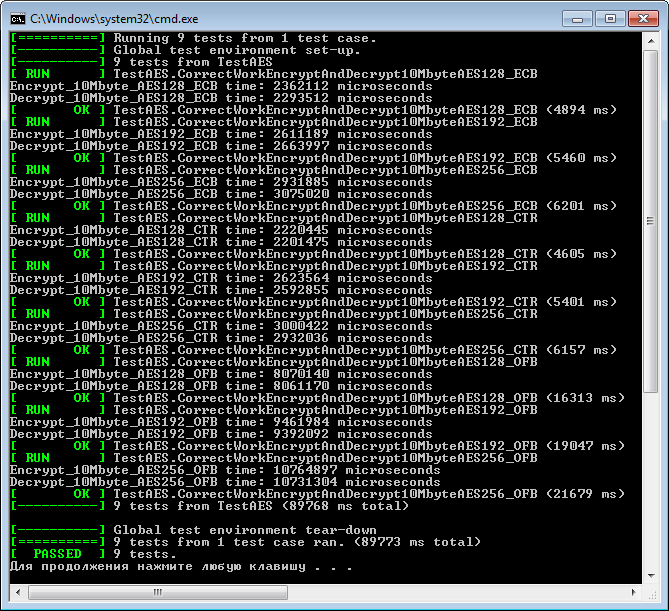 C:\Windows\system32\cmd.exe
[==========] Running 9 tests from 1 test case.
[----------] Global test environment set-up.
[----------] 9 tests from TestAES
[ RUN      ] TestAES.CorrectWorkEncryptAndDecrypt10MbyteAES128_ECB
Encrypt_10Mbyte_AES128_ECB time: 2362112 microseconds
Decrypt_10Mbyte_AES128_ECB time: 2293512 microseconds
[       OK ] TestAES.CorrectWorkEncryptAndDecrypt10MbyteAES128_ECB (4894 ms)
[ RUN      ] TestAES.CorrectWorkEncryptAndDecrypt10MbyteAES192_ECB
Encrypt_10Mbyte_AES192_ECB time: 2611189 microseconds
Decrypt_10Mbyte_AES192_ECB time: 2663997 microseconds
[       OK ] TestAES.CorrectWorkEncryptAndDecrypt10MbyteAES192_ECB (5460 ms)
[ RUN      ] TestAES.CorrectWorkEncryptAndDecrypt10MbyteAES256_ECB
Encrypt_10Mbyte_AES256_ECB time: 2931885 microseconds
Decrypt_10Mbyte_AES256_ECB time: 3075020 microseconds
[       OK ] TestAES.CorrectWorkEncryptAndDecrypt10MbyteAES256_ECB (6201 ms)
[ RUN      ] TestAES.CorrectWorkEncryptAndDecrypt10MbyteAES128_CTR
Encrypt_10Mbyte_AES128_CTR time: 2220445 microseconds
Decrypt_10Mbyte_AES128_CTR time: 2201475 microseconds
[       OK ] TestAES.CorrectWorkEncryptAndDecrypt10MbyteAES128_CTR (4605 ms)
[ RUN      ] TestAES.CorrectWorkEncryptAndDecrypt10MbyteAES192_CTR
Encrypt_10Mbyte_AES192_CTR time: 2623564 microseconds
Decrypt_10Mbyte_AES192_CTR time: 2592855 microseconds
[       OK ] TestAES.CorrectWorkEncryptAndDecrypt10MbyteAES192_CTR (5401 ms)
[ RUN      ] TestAES.CorrectWorkEncryptAndDecrypt10MbyteAES256_CTR
Encrypt_10Mbyte_AES256_CTR time: 3000422 microseconds
Decrypt_10Mbyte_AES256_CTR time: 2932036 microseconds
[       OK ] TestAES.CorrectWorkEncryptAndDecrypt10MbyteAES256_CTR (6157 ms)
[ RUN      ] TestAES.CorrectWorkEncryptAndDecrypt10MbyteAES128_OFB
Encrypt_10Mbyte_AES128_OFB time: 8070140 microseconds
Decrypt_10Mbyte_AES128_OFB time: 8061170 microseconds
[       OK ] TestAES.CorrectWorkEncryptAndDecrypt10MbyteAES128_OFB (16313 ms)
[ RUN      ] TestAES.CorrectWorkEncryptAndDecrypt10MbyteAES192_OFB
Encrypt_10Mbyte_AES192_OFB time: 9461984 microseconds
Decrypt_10Mbyte_AES192_OFB time: 9392092 microseconds
[       OK ] TestAES.CorrectWorkEncryptAndDecrypt10MbyteAES192_OFB (19047 ms)
[ RUN      ] TestAES.CorrectWorkEncryptAndDecrypt10MbyteAES256_OFB
Encrypt_10Mbyte_AES256_OFB time: 10764897 microseconds
Decrypt_10Mbyte_AES256_OFB time: 10731304 microseconds
[       OK ] TestAES.CorrectWorkEncryptAndDecrypt10MbyteAES256_OFB (21679 ms)
[----------] 9 tests from TestAES (89768 ms total)
[----------] Global test environment tear-down
[==========] 9 tests from 1 test case ran. (89773 ms total)
[  PASSED  ] 9 tests.
Для продолжения нажмите любую клавишу . . .